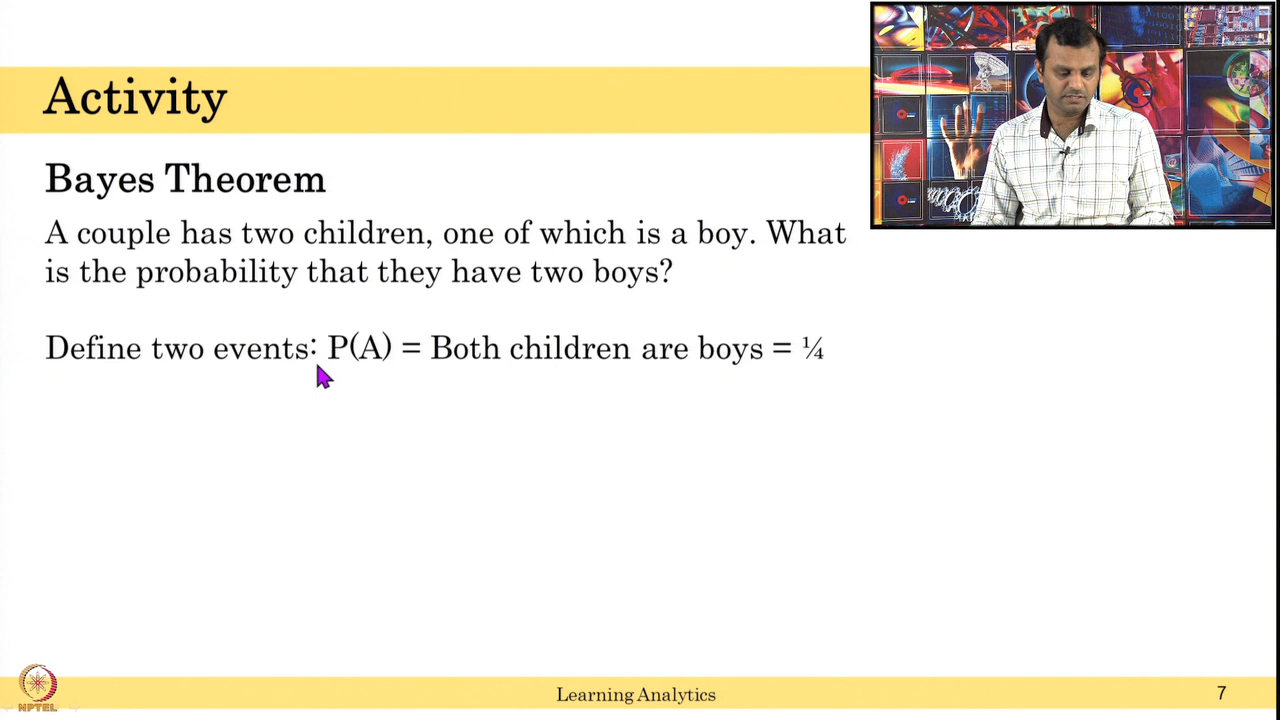 Activity
Bayes Theorem
A couple has two children, one of which is a boy. What
is the probability that they have two boys?
Define two events: P(A) = Both children are boys = ¼
NPTEL
Learning Analytics
7